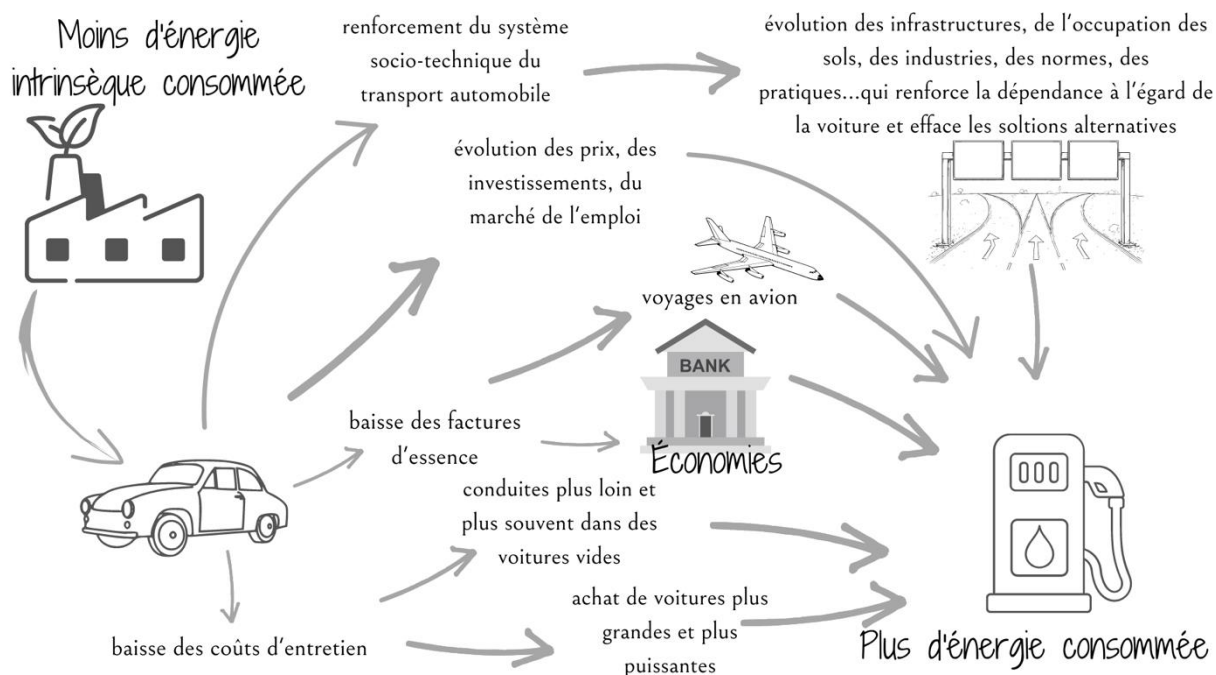 Moins d'énergie
intrinsèque consommée
renforcement du système
socio-technique du
transport automobile
évolution des infrastructures, de l'occupation des
sols, des industries, des normes, des
pratiques...qui renforce la dépendance à l'égard de
la voiture et efface les soltions alternatives
évolution des prix, des
investissements, du
marché de l'emploi
voyages en avion
BANK
Économies
baisse des factures
d'essence
conduites plus loin et
plus souvent dans des
voitures vides
baisse des coûts d'entretien
achat de voitures plus
grandes et plus
puissantes
Plus d'énergie consommée